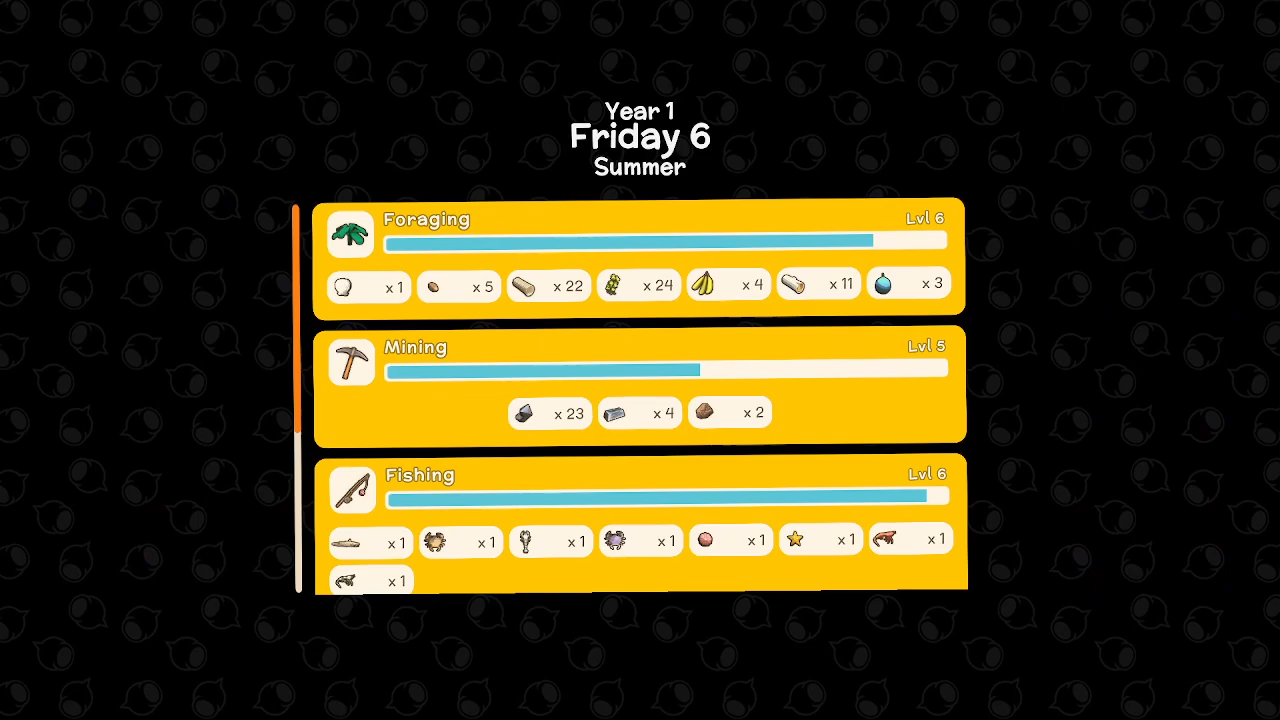 Year 1
Friday 6
Summer
Foraging Lvl 6
x 1 x 5 x 22 x 24 x 4 x 11 x 3
Mining Lvl 5
x 23 x 4 x 2
Fishing Lvl 6
x 1 x 1 x 1 x 1 x 1 x 1 x 1
x 1